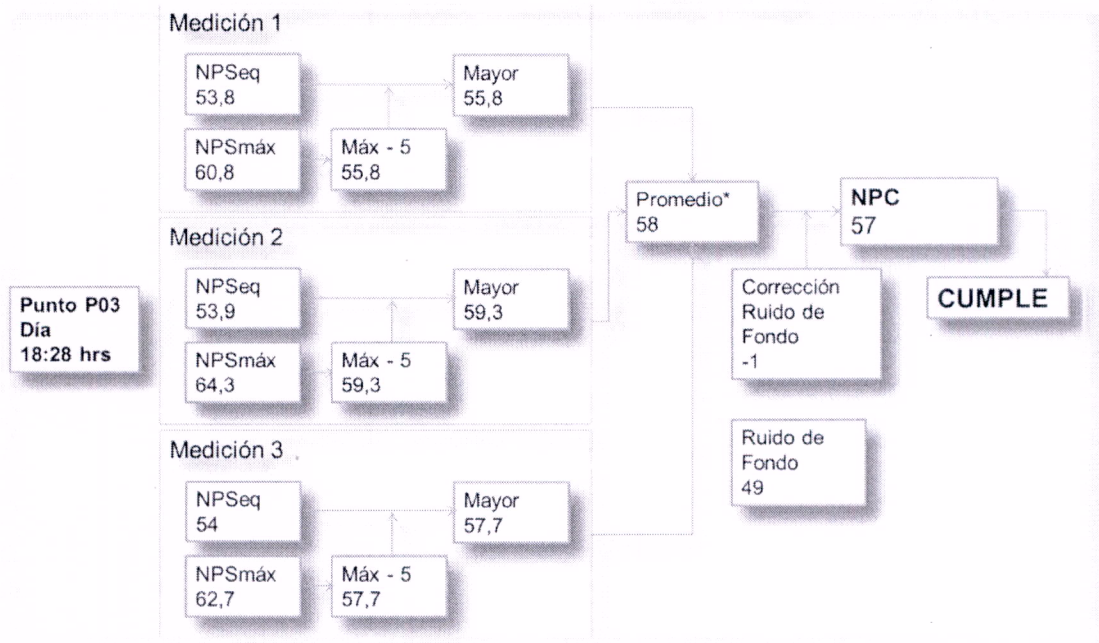 Punto P03
Día
18:28 hrs
Medición 1
NPSeq
53,8
NPSmáx
60,8
Máx - 5
55,8
Mayor
55,8
Medición 2
NPSeq
53,9
NPSmáx
64,3
Máx - 5
59,3
Mayor
59,3
Medición 3
NPSeq
54
NPSmáx
62,7
Máx - 5
57,7
Mayor
57,7
Promedio*
58
Corrección
Ruido de
Fondo
-1
Ruido de
Fondo
49
NPC
57
CUMPLE